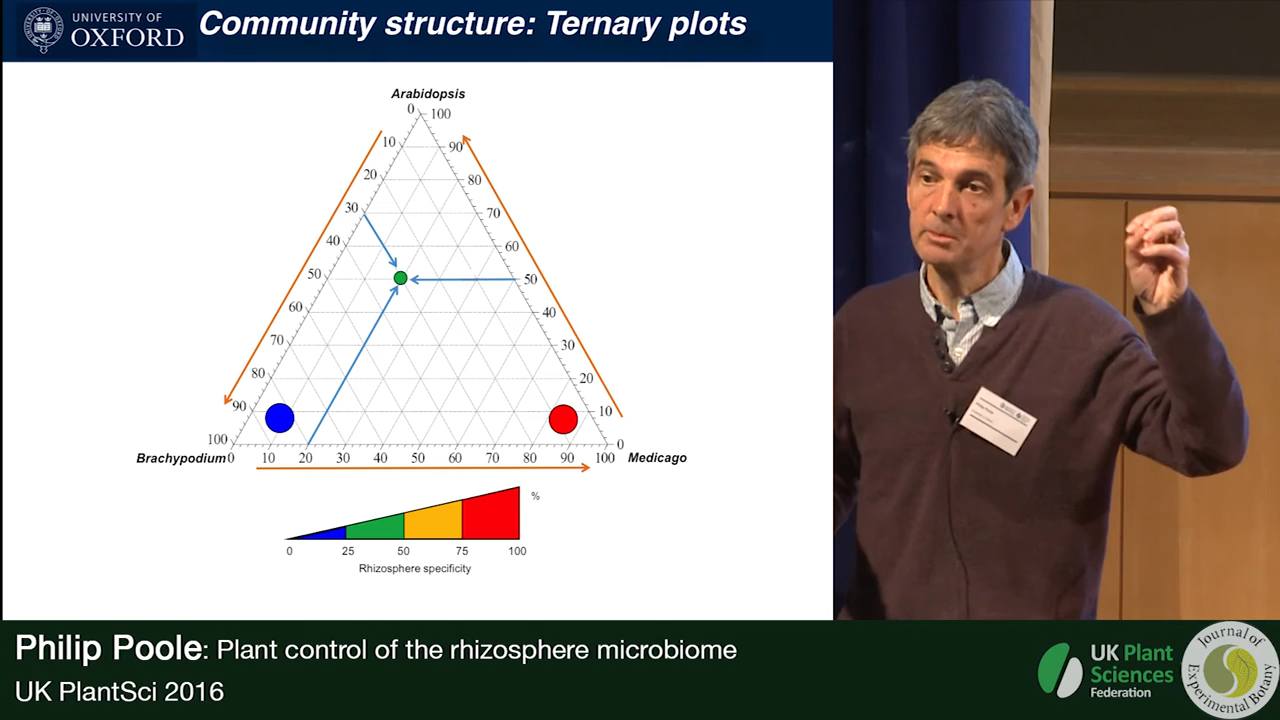 UNIVERSITY OF
OXFORD
Community structure: Ternary plots
Arabidopsis
0 100
10 90
20 80
30 70
40 60
50 50
60 40
70 30
80 20
90 10
100 0
Brachypodium 0 10 20 30 40 50 60 70 80 90 100 Medicago
%
0 25 50 75 100
Rhizosphere specificity
Philip Poole: Plant control of the rhizosphere microbiome
UK PlantSci 2016
UK Plant
Sciences
Federation
Journal of
Experimental Botany